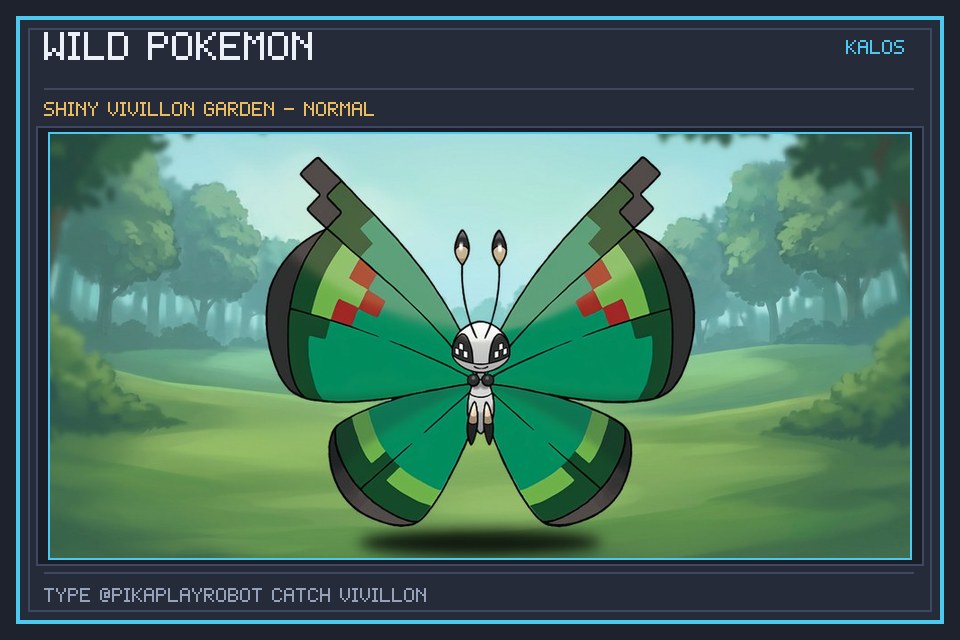 WILD POKEMON
KALOS
SHINY VIVILLON GARDEN - NORMAL
TYPE @PIKAPLAYROBOT CATCH VIVILLON